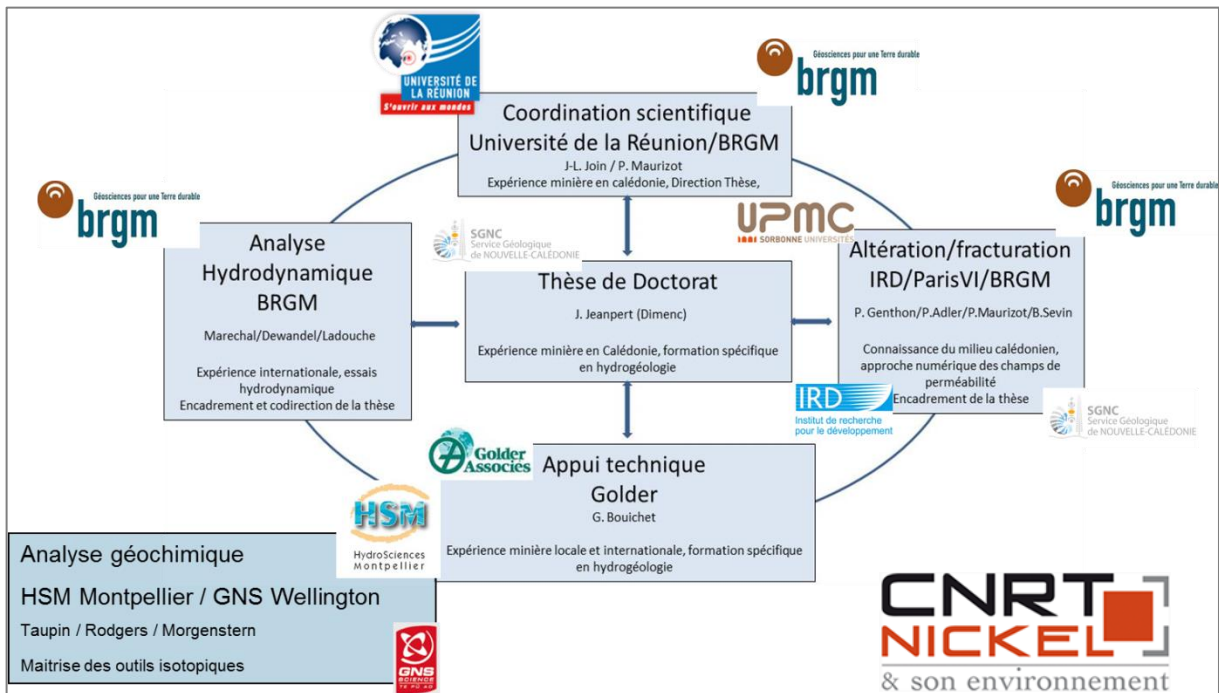 UNIVERSITÉ DE
LA RÉUNION
S'ouvrir aux mondes
Géosciences pour une Terre durable
brgm
Coordination scientifique
Université de la Réunion/BRGM
J-L. Join / P. Maurizot
Expérience minière en calédonie, Direction Thèse,
Géosciences pour une Terre durable
brgm
Géosciences pour une Terre durable
brgm
Analyse
Hydrodynamique
BRGM
Marechal/Dewandel/Ladouche
Expérience internationale, essais
hydrodynamique
Encadrement et codirection de la thèse
SGNC
Service Géologique
de NOUVELLE-CALÉDONIE
UPMC
SORBONNE UNIVERSITÉS
Thèse de Doctorat
J. Jeanpert (Dimenc)
Expérience minière en Calédonie, formation spécifique
en hydrogéologie
Altération/fracturation
IRD/ParisVI/BRGM
P. Genthon/P.Adler/P.Maurizot/B.Sevin
Connaissance du milieu calédonien,
approche numérique des champs de
perméabilité
Encadrement de la thèse
IRD
Institut de recherche
pour le développement
SGNC
Service Géologique
de NOUVELLE-CALÉDONIE
Golder
Associés
Appui technique
Golder
G. Bouichet
Expérience minière locale et internationale, formation spécifique
en hydrogéologie
HSM
HydroSciences
Montpellier
Analyse géochimique
HSM Montpellier / GNS Wellington
Taupin / Rodgers / Morgenstern
Maitrise des outils isotopiques
GNS
SCIENCE
TE PŪ AO
CNRT
NICKEL
& son environnement